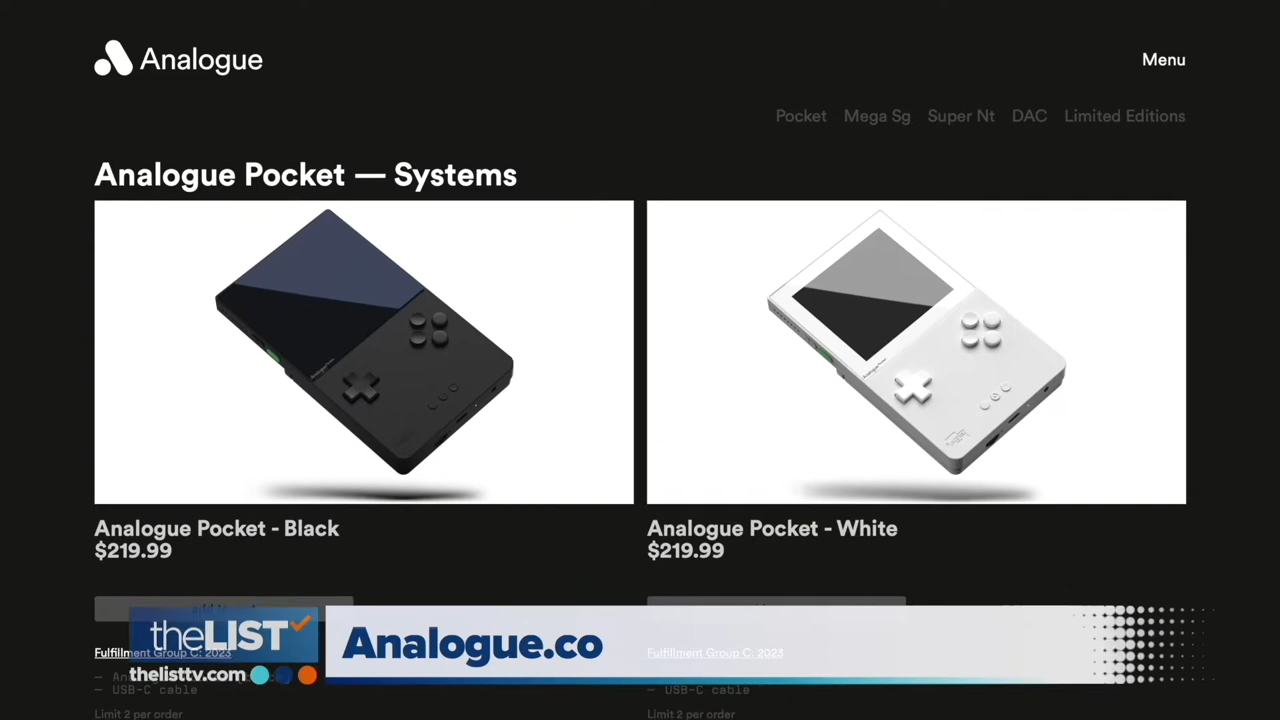 Analogue
Menu
Pocket Mega Sg Super Nt DAC Limited Editions
Analogue Pocket — Systems
Analogue Pocket - Black
$219.99
Analogue Pocket - White
$219.99
theLIST
Analogue.co
Fulfillment Group C: 2023
Fulfillment Group C: 2023
listtv.com
— USB-C cable
— USB-C cable
Limit 2 per order
Limit 2 per order